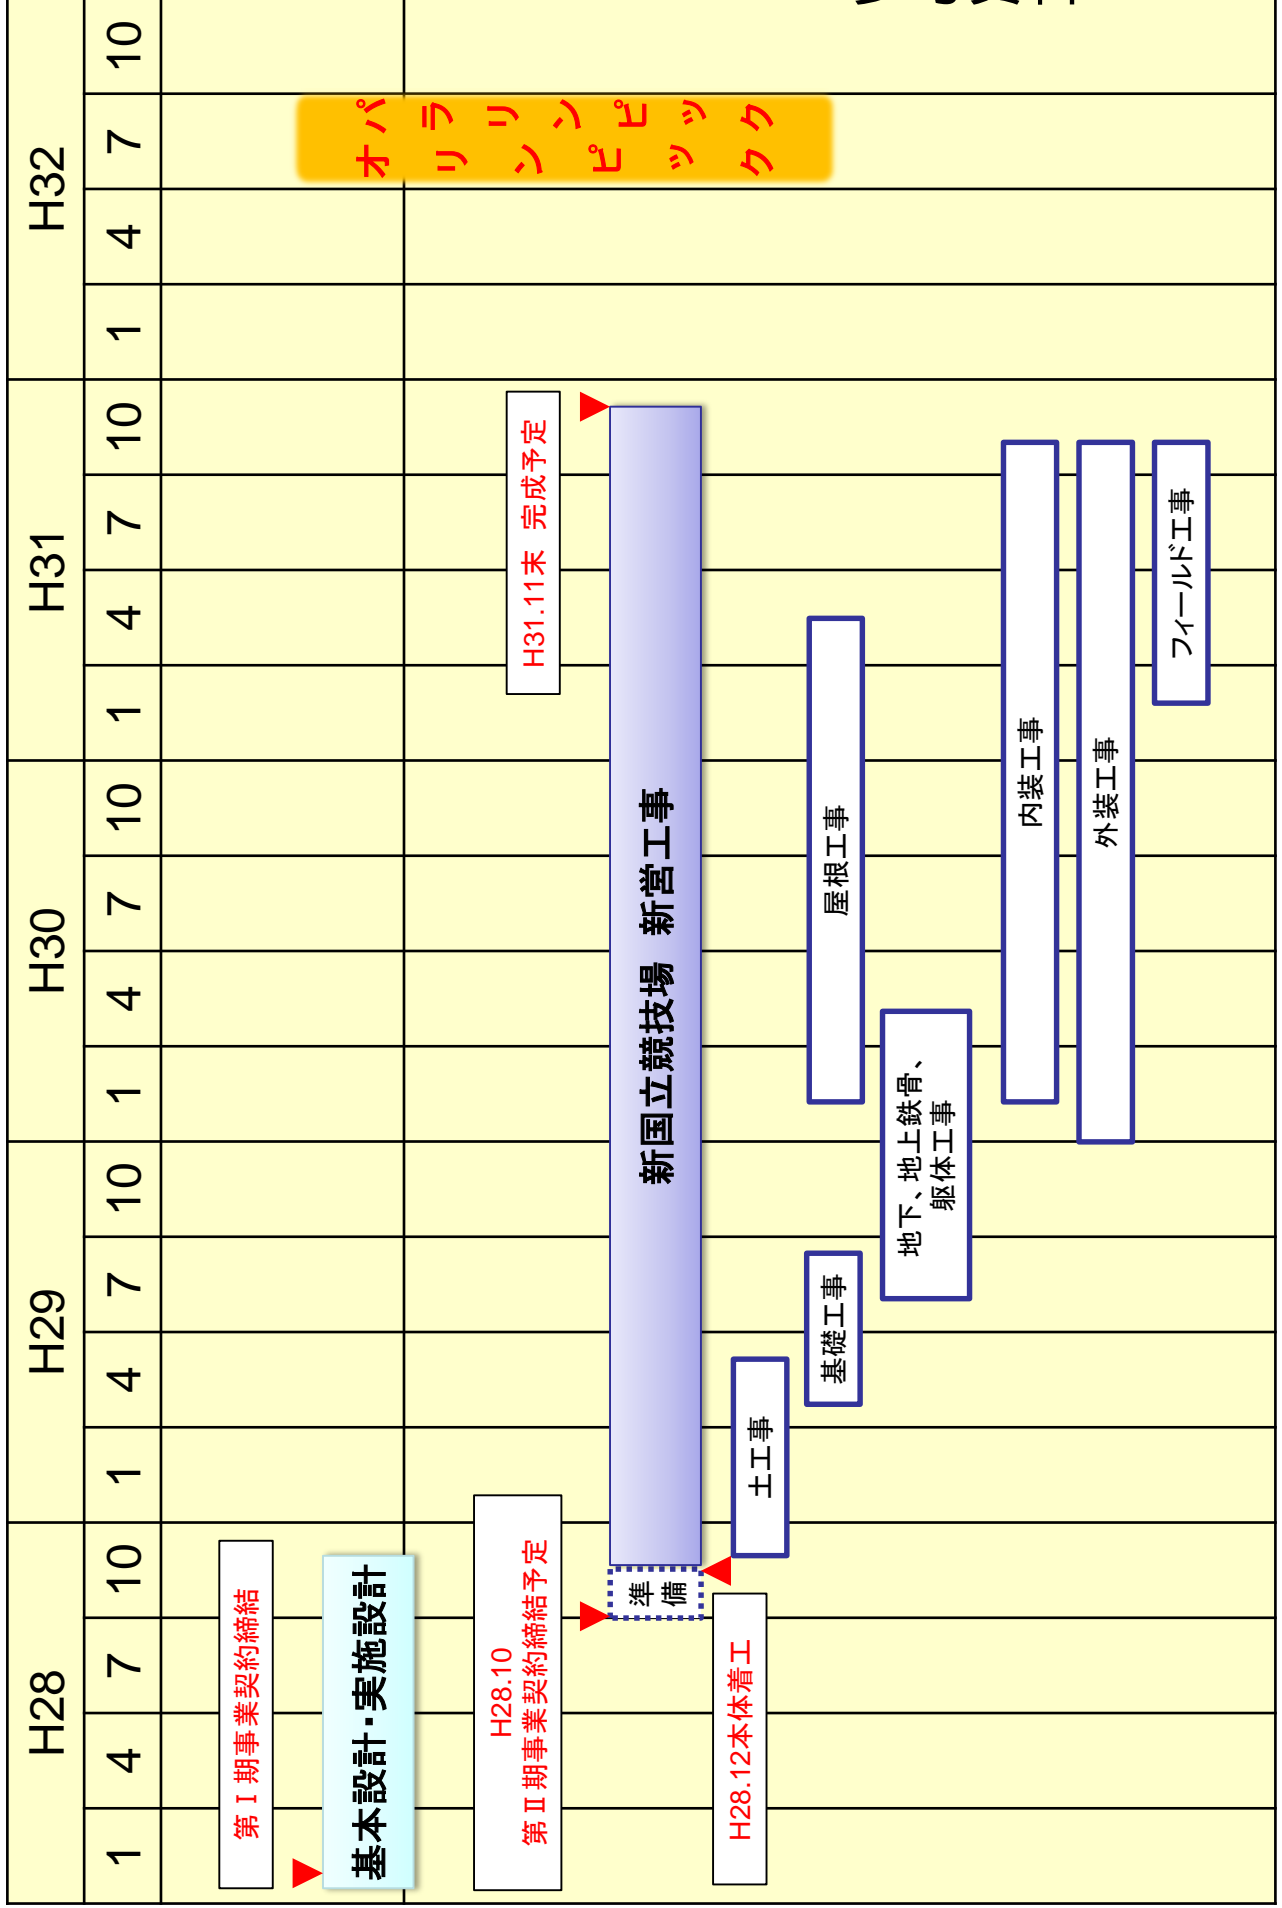 H28
H29
H30
H31
H32
1
4
7
10
1
4
7
10
1
4
7
10
1
4
7
10
1
4
7
10
第Ⅰ期事業契約締結
基本設計・実施設計
オリンピック
パラリンピック
H28.10
第Ⅱ期事業契約締結予定
H31.11末 完成予定
準
備
新国立競技場 新営工事
H28.12本体着工
土工事
基礎工事
屋根工事
地下、地上鉄骨、
躯体工事
内装工事
外装工事
フィールド工事